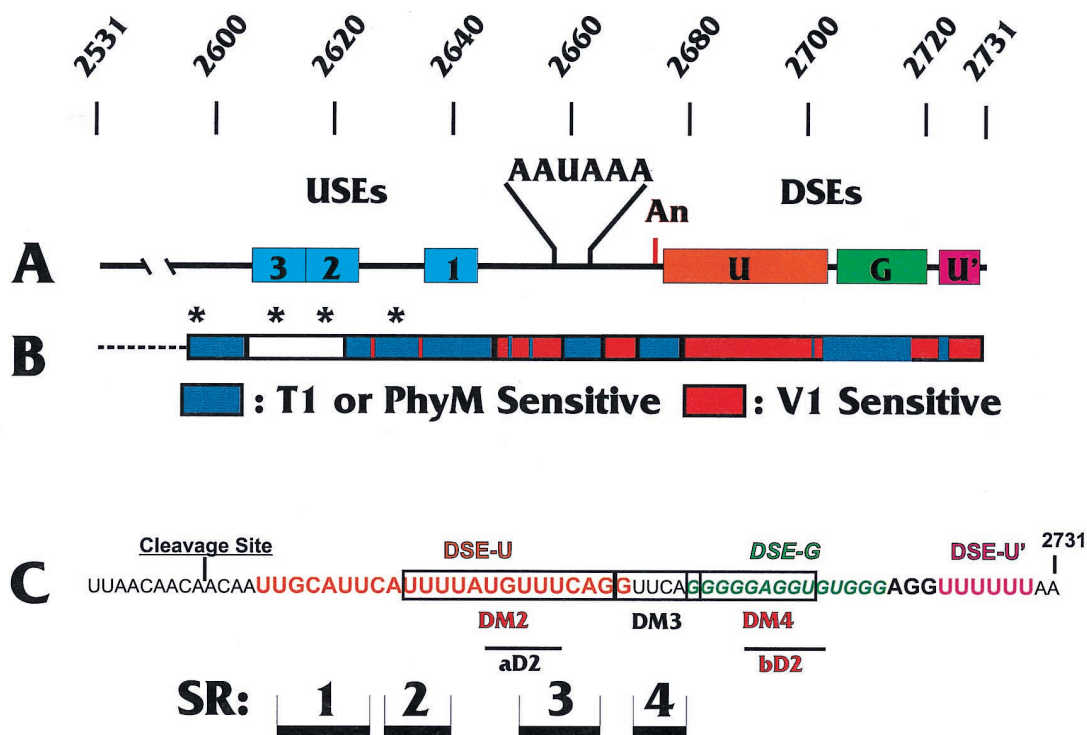 2531 2600 2620 2640 2660 2680 2700 2720 2731
AAUAAA
USEs DSEs
An
A 3 2 1 U G U'
* * * *
B
: T1 or PhyM Sensitive : V1 Sensitive
2731
Cleavage Site DSE-U DSE-G DSE-U'
C UUAACAACAACAAUUGCAUUCAUUUUAUGUUUCAGGUUCAGGGGGAGGUGUGGGAGGUUUUUUAA
DM2 DM3 DM4
aD2 bD2
SR: 1 2 3 4